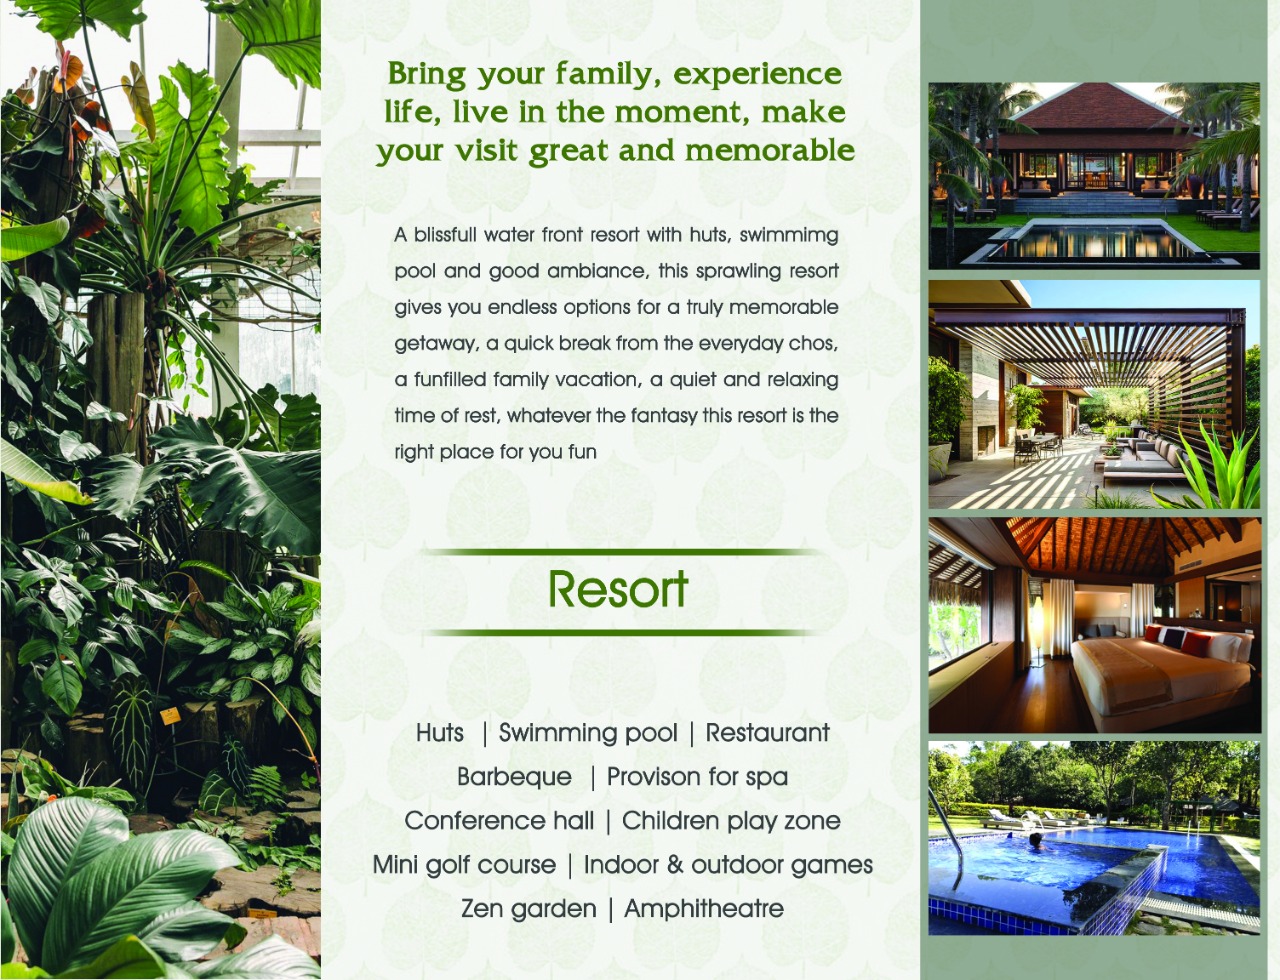 Bring your family, experience
life, live in the moment, make
your visit great and memorable
A blissfull water front resort with huts, swimmimg
pool and good ambiance, this sprawling resort
gives you endless options for a truly memorable
getaway, a quick break from the everyday chos,
a funfilled family vacation, a quiet and relaxing
time of rest, whatever the fantasy this resort is the
right place for you fun
Resort
Huts | Swimming pool | Restaurant
Barbeque | Provison for spa
Conference hall | Children play zone
Mini golf course | Indoor & outdoor games
Zen garden | Amphitheatre